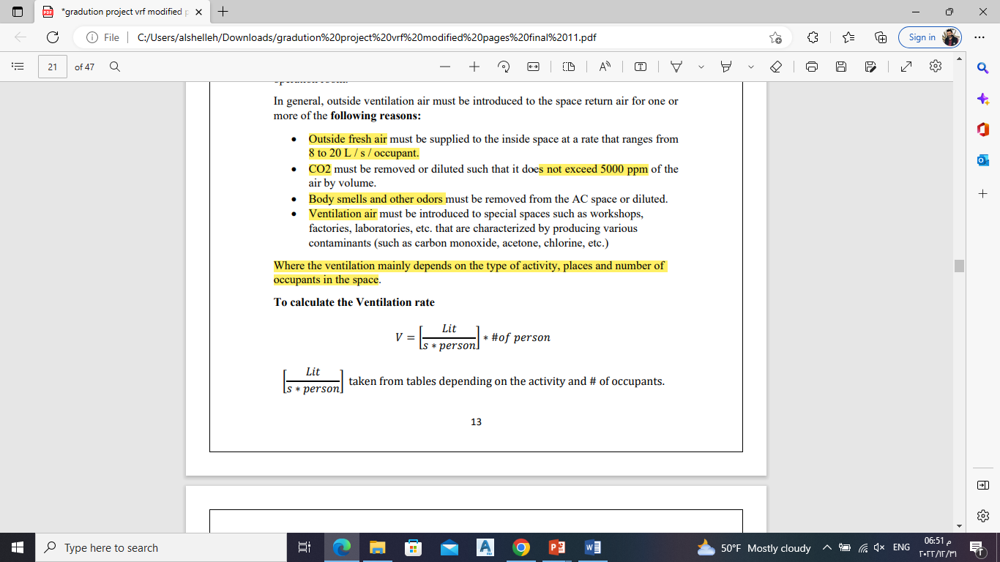 *gradution project vrf modified p
File
C:/Users/alshelleh/Downloads/gradution%20project%20vrf%20modified%20pages%20final%2011.pdf
Sign in
21 of 47
In general, outside ventilation air must be introduced to the space return air for one or
more of the following reasons:
• Outside fresh air must be supplied to the inside space at a rate that ranges from
8 to 20 L / s / occupant.
• CO2 must be removed or diluted such that it does not exceed 5000 ppm of the
air by volume.
• Body smells and other odors must be removed from the AC space or diluted.
• Ventilation air must be introduced to special spaces such as workshops,
factories, laboratories, etc. that are characterized by producing various
contaminants (such as carbon monoxide, acetone, chlorine, etc.)
Where the ventilation mainly depends on the type of activity, places and number of
occupants in the space.
To calculate the Ventilation rate
V = [Lit / s * person] * #of person
[Lit / s * person] taken from tables depending on the activity and # of occupants.
13
Type here to search
50°F Mostly cloudy
ENG
06:51 م
٢٠٢٢/١٢/٣١